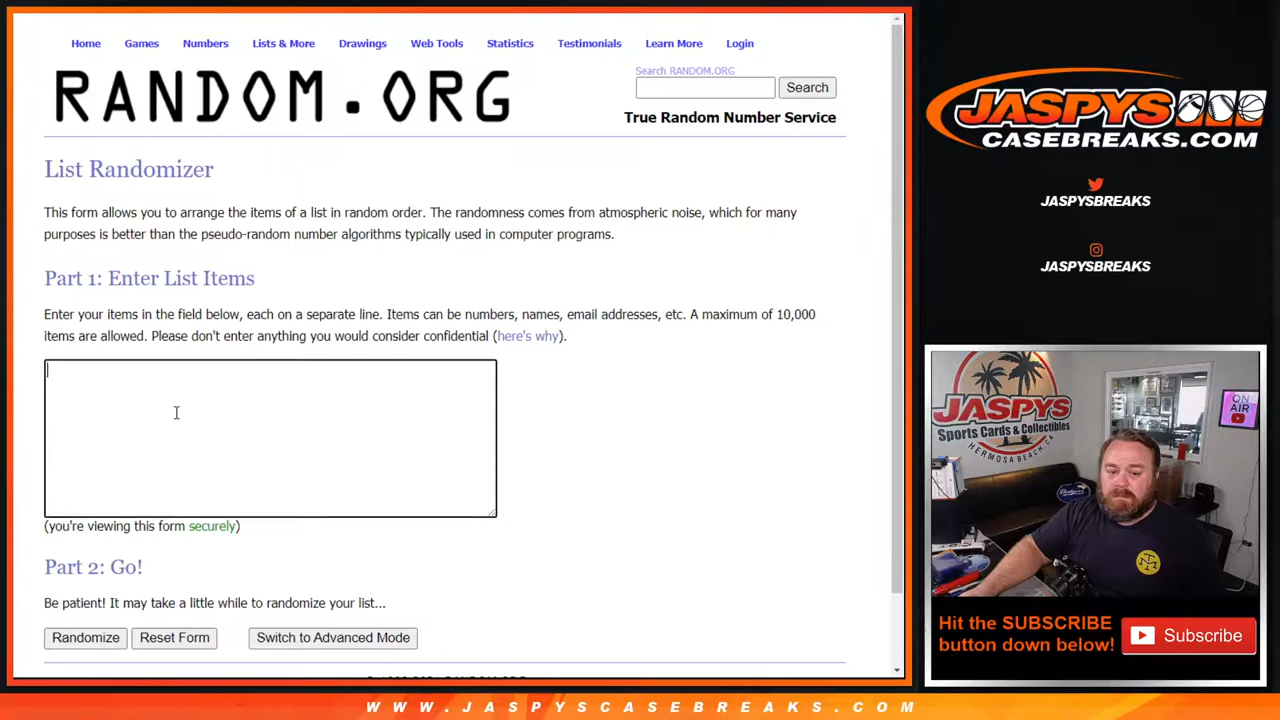 Home Games Numbers Lists & More Drawings Web Tools Statistics Testimonials Learn More Login
RANDOM.ORG
Search RANDOM.ORG
Search
True Random Number Service
List Randomizer
This form allows you to arrange the items of a list in random order. The randomness comes from atmospheric noise, which for many
purposes is better than the pseudo-random number algorithms typically used in computer programs.
Part 1: Enter List Items
Enter your items in the field below, each on a separate line. Items can be numbers, names, email addresses, etc. A maximum of 10,000
items are allowed. Please don't enter anything you would consider confidential (here's why).
(you're viewing this form securely)
Part 2: Go!
Be patient! It may take a little while to randomize your list...
Randomize Reset Form Switch to Advanced Mode
JASPYS
CASEBREAKS.COM
JASPYSBREAKS
JASPYSBREAKS
JASPYS
Sports Cards & Collectibles
HERMOSA BEACH, CA
ON
AIR
Dodgers
Hit the SUBSCRIBE
button down below!
Subscribe
WWW.JASPYSCASEBREAKS.COM